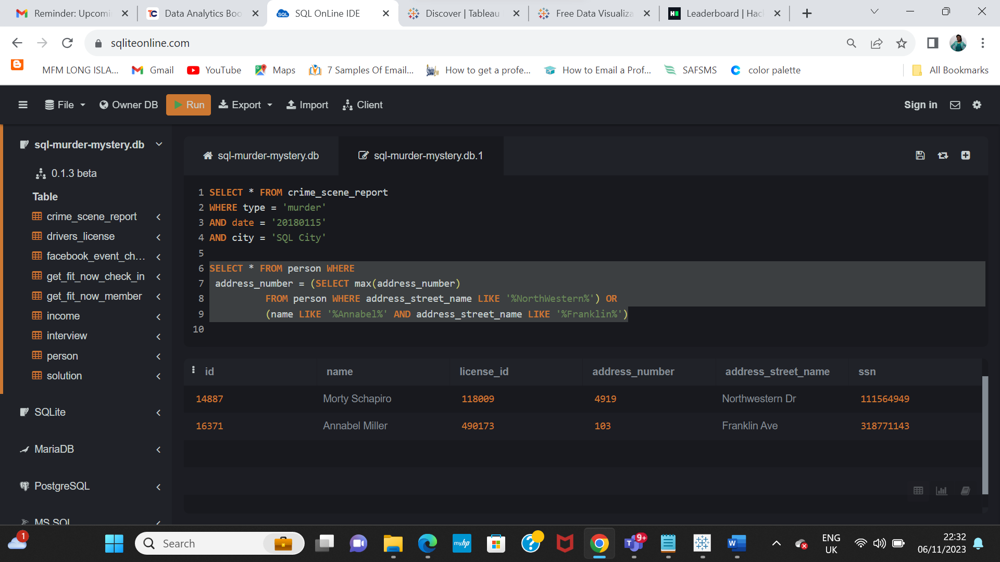 Reminder: Upcomi
Data Analytics Boo
SQL OnLine IDE
Discover | Tableau
Free Data Visualiza
Leaderboard | Hac
sqliteonline.com
MFM LONG ISLA...
Gmail
YouTube
Maps
7 Samples Of Email...
How to get a profe...
How to Email a Prof...
SAFSMS
color palette
All Bookmarks
File
Owner DB
Run
Export
Import
Client
Sign in
sql-murder-mystery.db
0.1.3 beta
Table
crime_scene_report
drivers_license
facebook_event_ch...
get_fit_now_check_in
get_fit_now_member
income
interview
person
solution
SQLite
MariaDB
PostgreSQL
MS SQL
sql-murder-mystery.db
sql-murder-mystery.db.1
1 SELECT * FROM crime_scene_report
2 WHERE type = 'murder'
3 AND date = '20180115'
4 AND city = 'SQL City'
5
6 SELECT * FROM person WHERE
7 address_number = (SELECT max(address_number)
8 FROM person WHERE address_street_name LIKE '%NorthWestern%') OR
9 (name LIKE '%Annabel%' AND address_street_name LIKE '%Franklin%')
10
id name license_id address_number address_street_name ssn
14887 Morty Schapiro 118009 4919 Northwestern Dr 111564949
16371 Annabel Miller 490173 103 Franklin Ave 318771143
1
Search
myhp
9+
ENG
UK
22:32
06/11/2023